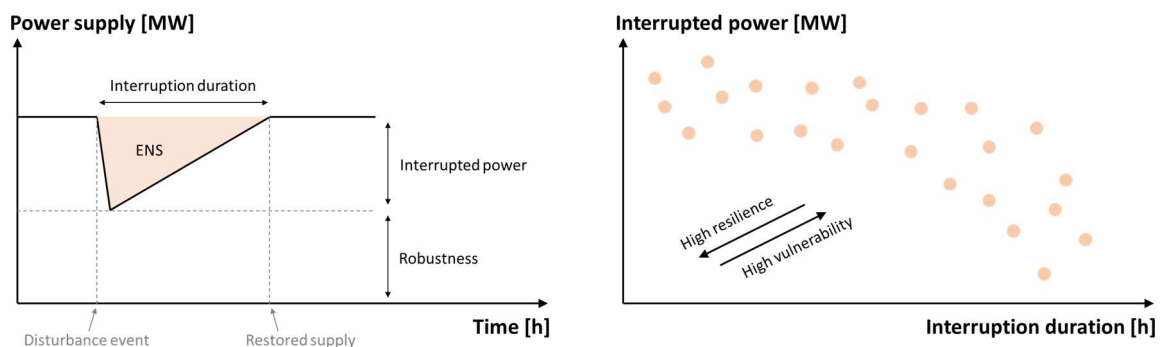 Power supply [MW]
Interruption duration
ENS
Interrupted power
Robustness
Time [h]
Disturbance event
Restored supply
Interrupted power [MW]
High resilience
High vulnerability
Interruption duration [h]